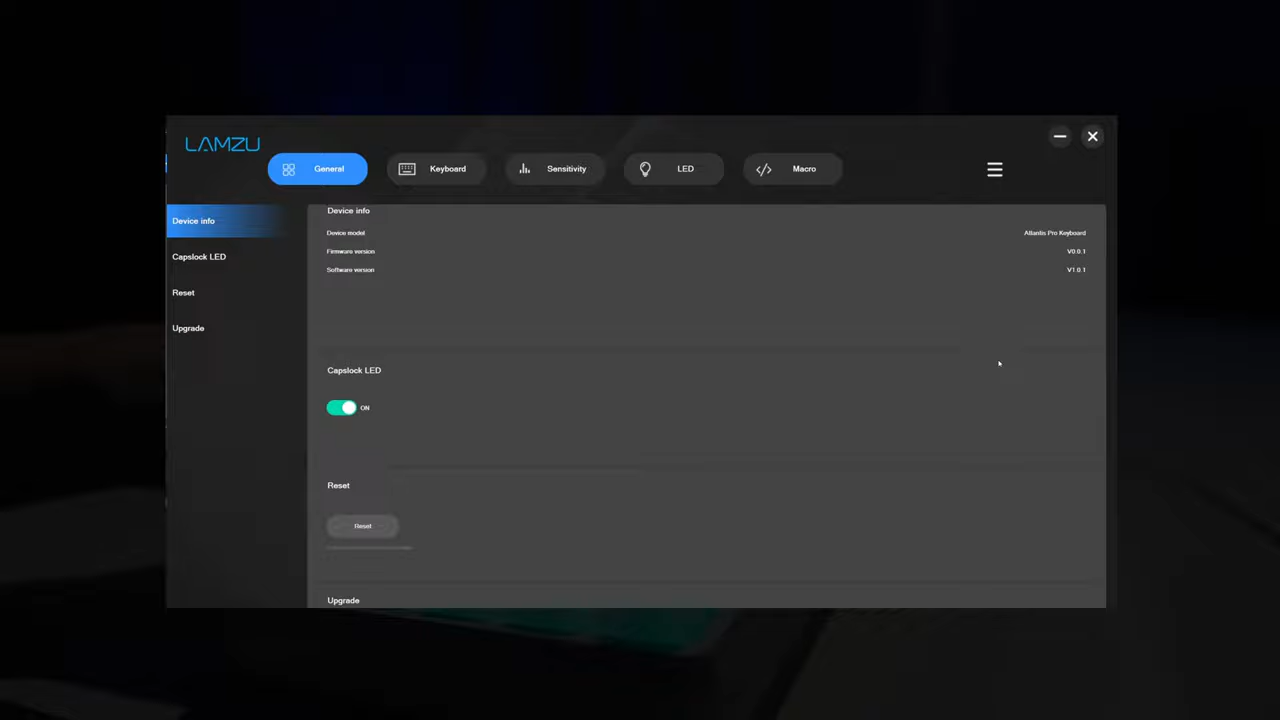 LAMZU
General
Keyboard
Sensitivity
LED
Macro
Device info
Capslock LED
Reset
Upgrade
Device info
Device model Atlantis Pro Keyboard
Firmware version V0.0.1
Software version V1.0.1
Capslock LED
ON
Reset
Reset
Upgrade